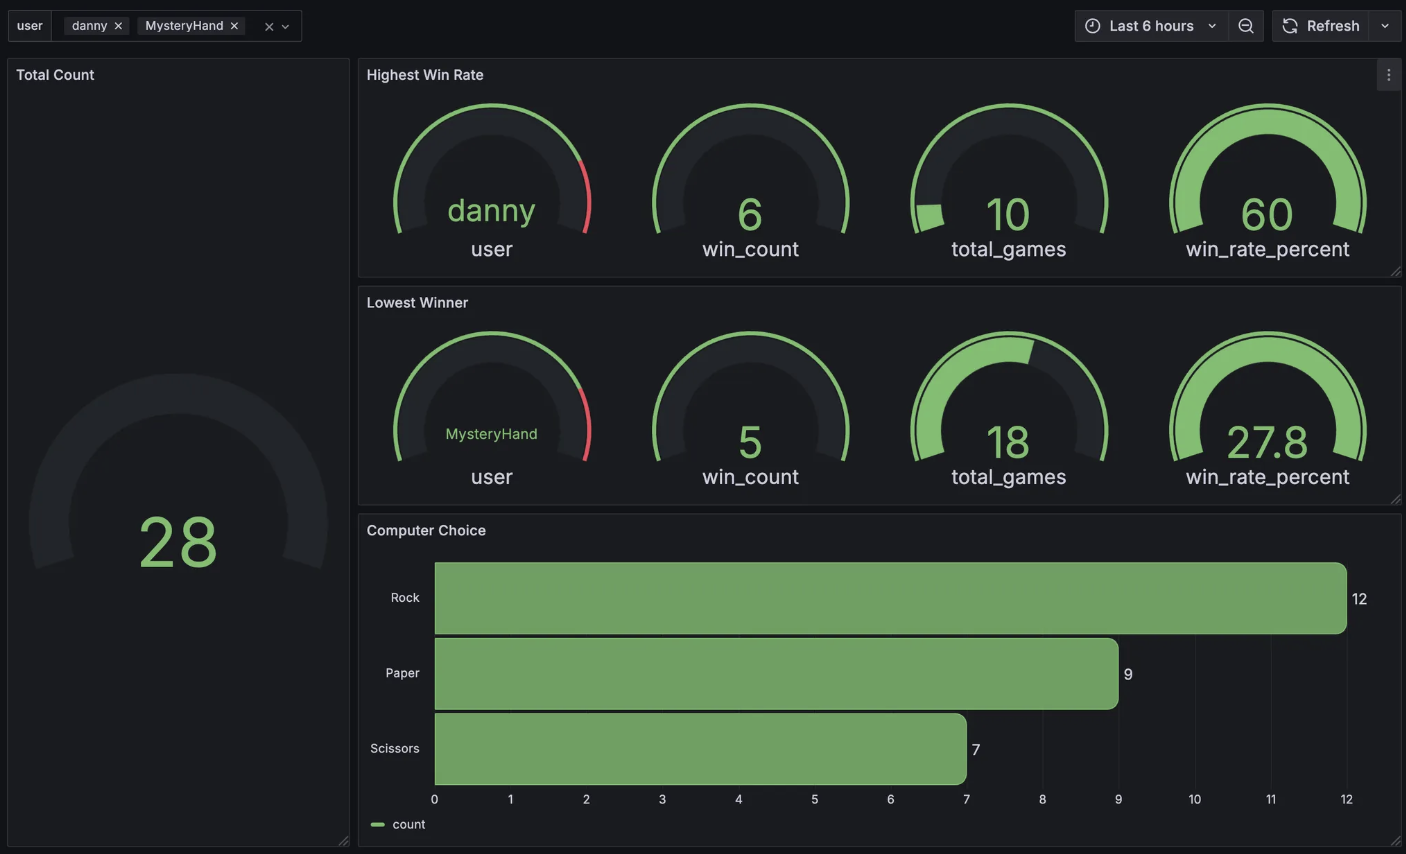 user danny MysteryHand
Last 6 hours Refresh
Total Count
28
Highest Win Rate
danny 6 10 60
user win_count total_games win_rate_percent
Lowest Winner
MysteryHand 5 18 27.8
user win_count total_games win_rate_percent
Computer Choice
Rock 12
Paper 9
Scissors 7
0 1 2 3 4 5 6 7 8 9 10 11 12
count